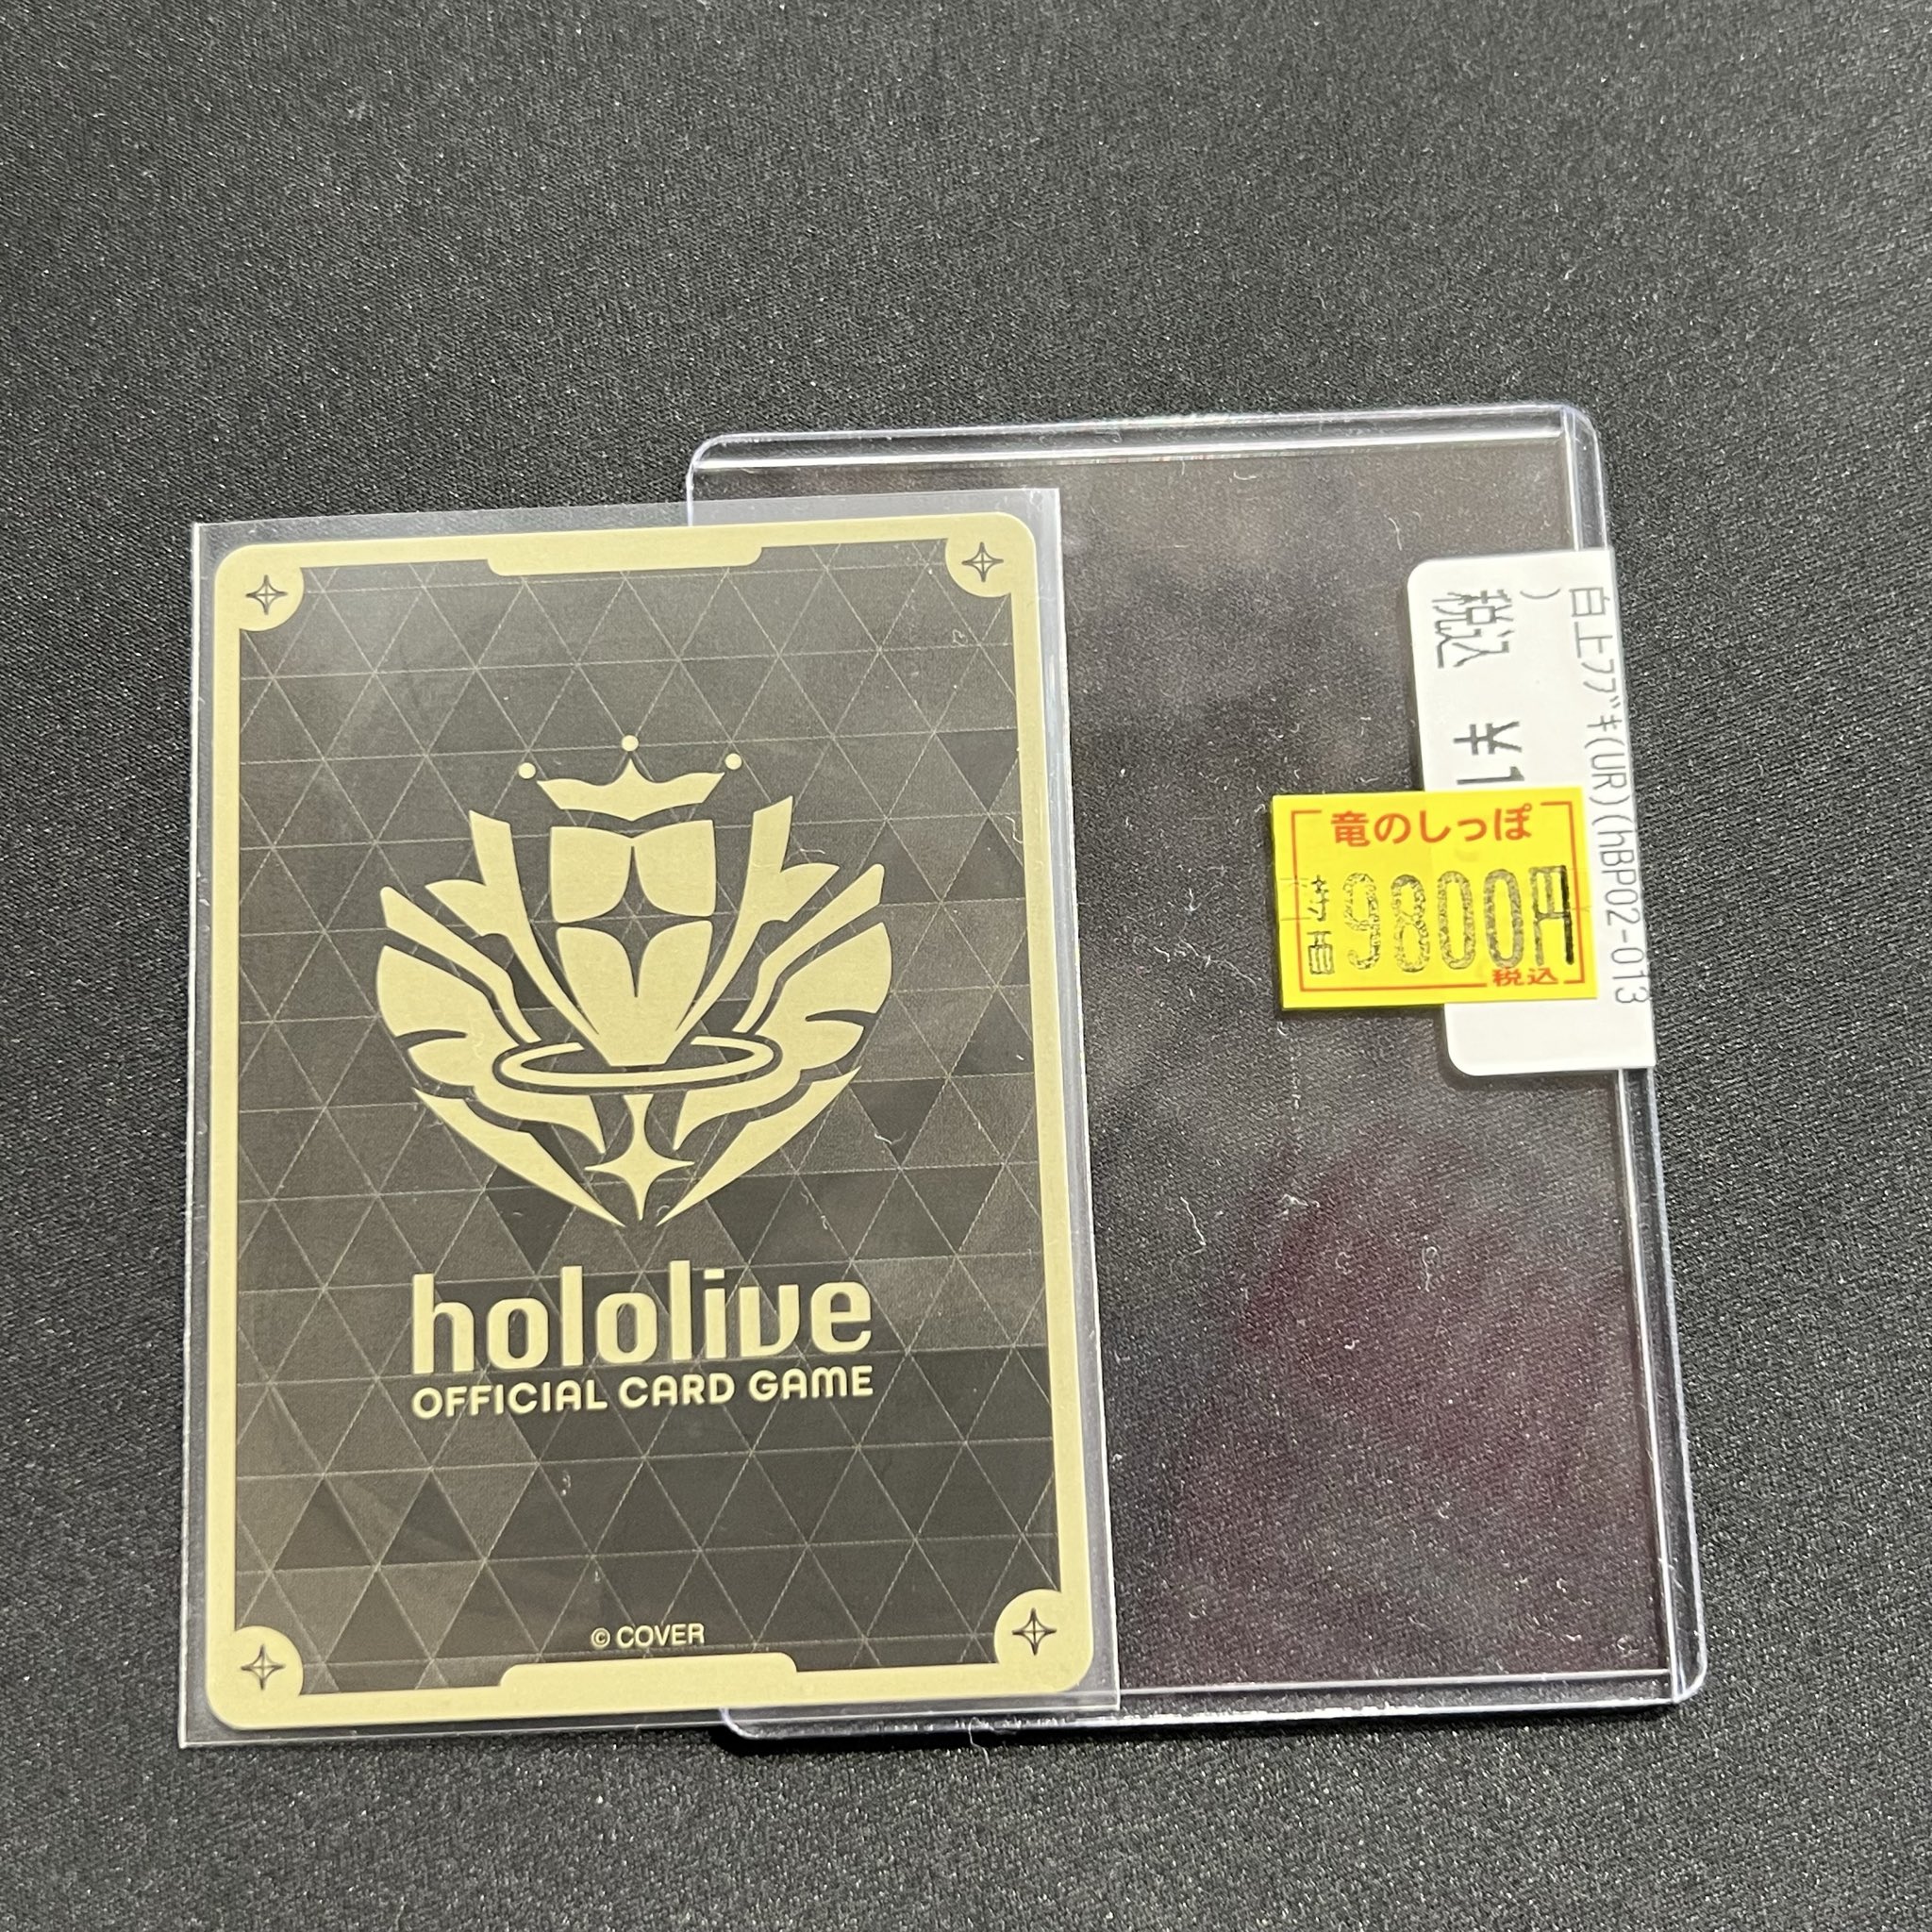 hololive
OFFICIAL CARD GAME
© COVER
白上ﾌﾌﾞｷ(UR)(hBP02-013
)
税込 ¥1
竜のしっぽ
特価 9800円
税込